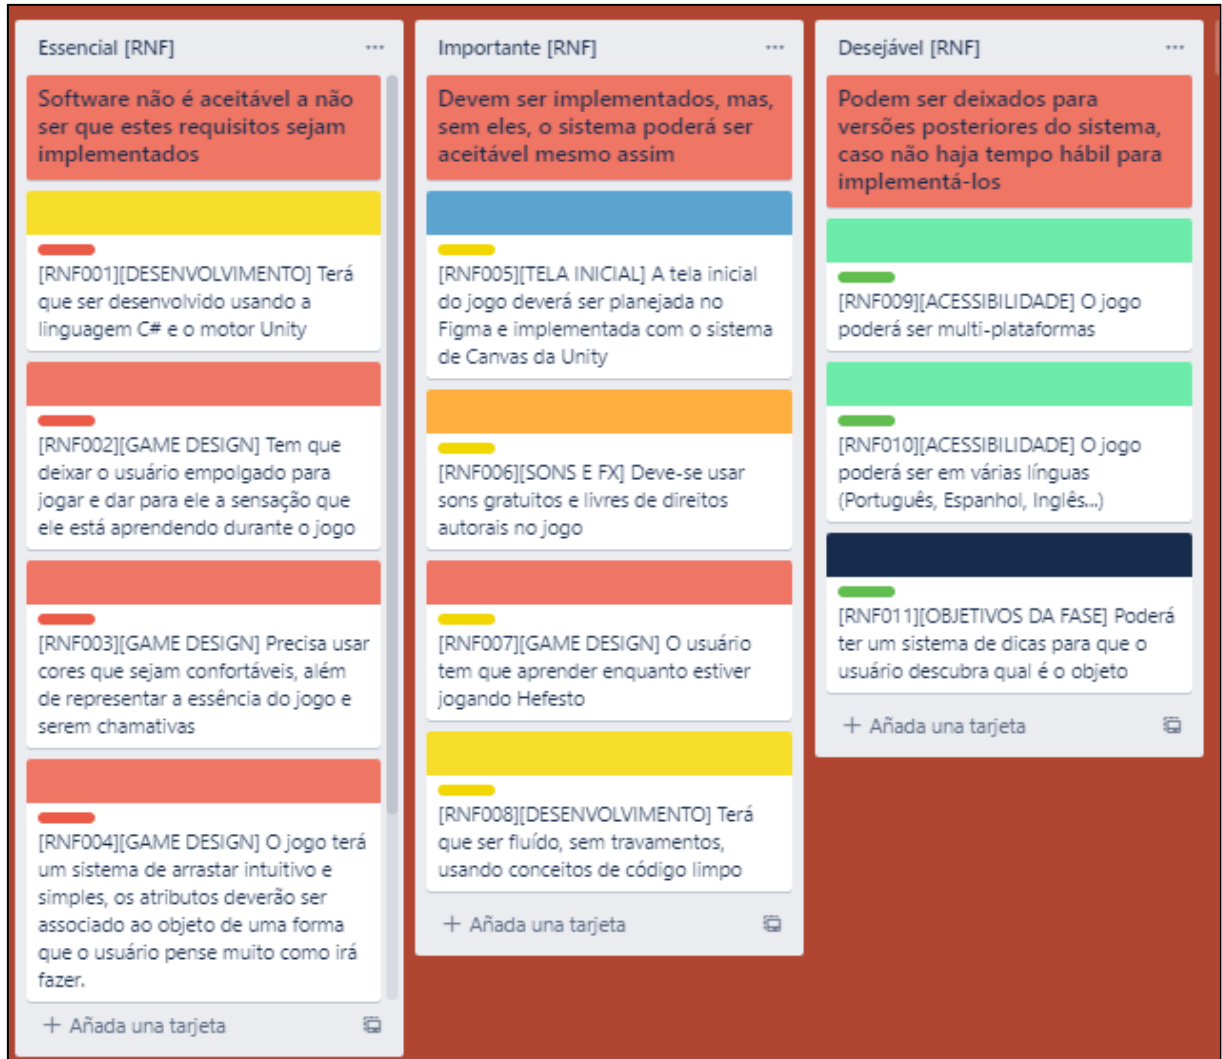 Essencial [RNF]
Software não é aceitável a não
ser que estes requisitos sejam
implementados
[RNF001][DESENVOLVIMENTO] Terá
que ser desenvolvido usando a
linguagem C# e o motor Unity
[RNF002][GAME DESIGN] Tem que
deixar o usuário empolgado para
jogar e dar para ele a sensação que
ele está aprendendo durante o jogo
[RNF003][GAME DESIGN] Precisa usar
cores que sejam confortáveis, além
de representar a essência do jogo e
serem chamativas
[RNF004][GAME DESIGN] O jogo terá
um sistema de arrastar intuitivo e
simples, os atributos deverão ser
associado ao objeto de uma forma
que o usuário pense muito como irá
fazer.
+ Añada una tarjeta
Importante [RNF]
Devem ser implementados, mas,
sem eles, o sistema poderá ser
aceitável mesmo assim
[RNF005][TELA INICIAL] A tela inicial
do jogo deverá ser planejada no
Figma e implementada com o sistema
de Canvas da Unity
[RNF006][SONS E FX] Deve-se usar
sons gratuitos e livres de direitos
autorais no jogo
[RNF007][GAME DESIGN] O usuário
tem que aprender enquanto estiver
jogando Hefesto
[RNF008][DESENVOLVIMENTO] Terá
que ser fluído, sem travamentos,
usando conceitos de código limpo
+ Añada una tarjeta
Desejável [RNF]
Podem ser deixados para
versões posteriores do sistema,
caso não haja tempo hábil para
implementá-los
[RNF009][ACESSIBILIDADE] O jogo
poderá ser multi-plataformas
[RNF010][ACESSIBILIDADE] O jogo
poderá ser em várias línguas
(Português, Espanhol, Inglês...)
[RNF011][OBJETIVOS DA FASE] Poderá
ter um sistema de dicas para que o
usuário descubra qual é o objeto
+ Añada una tarjeta